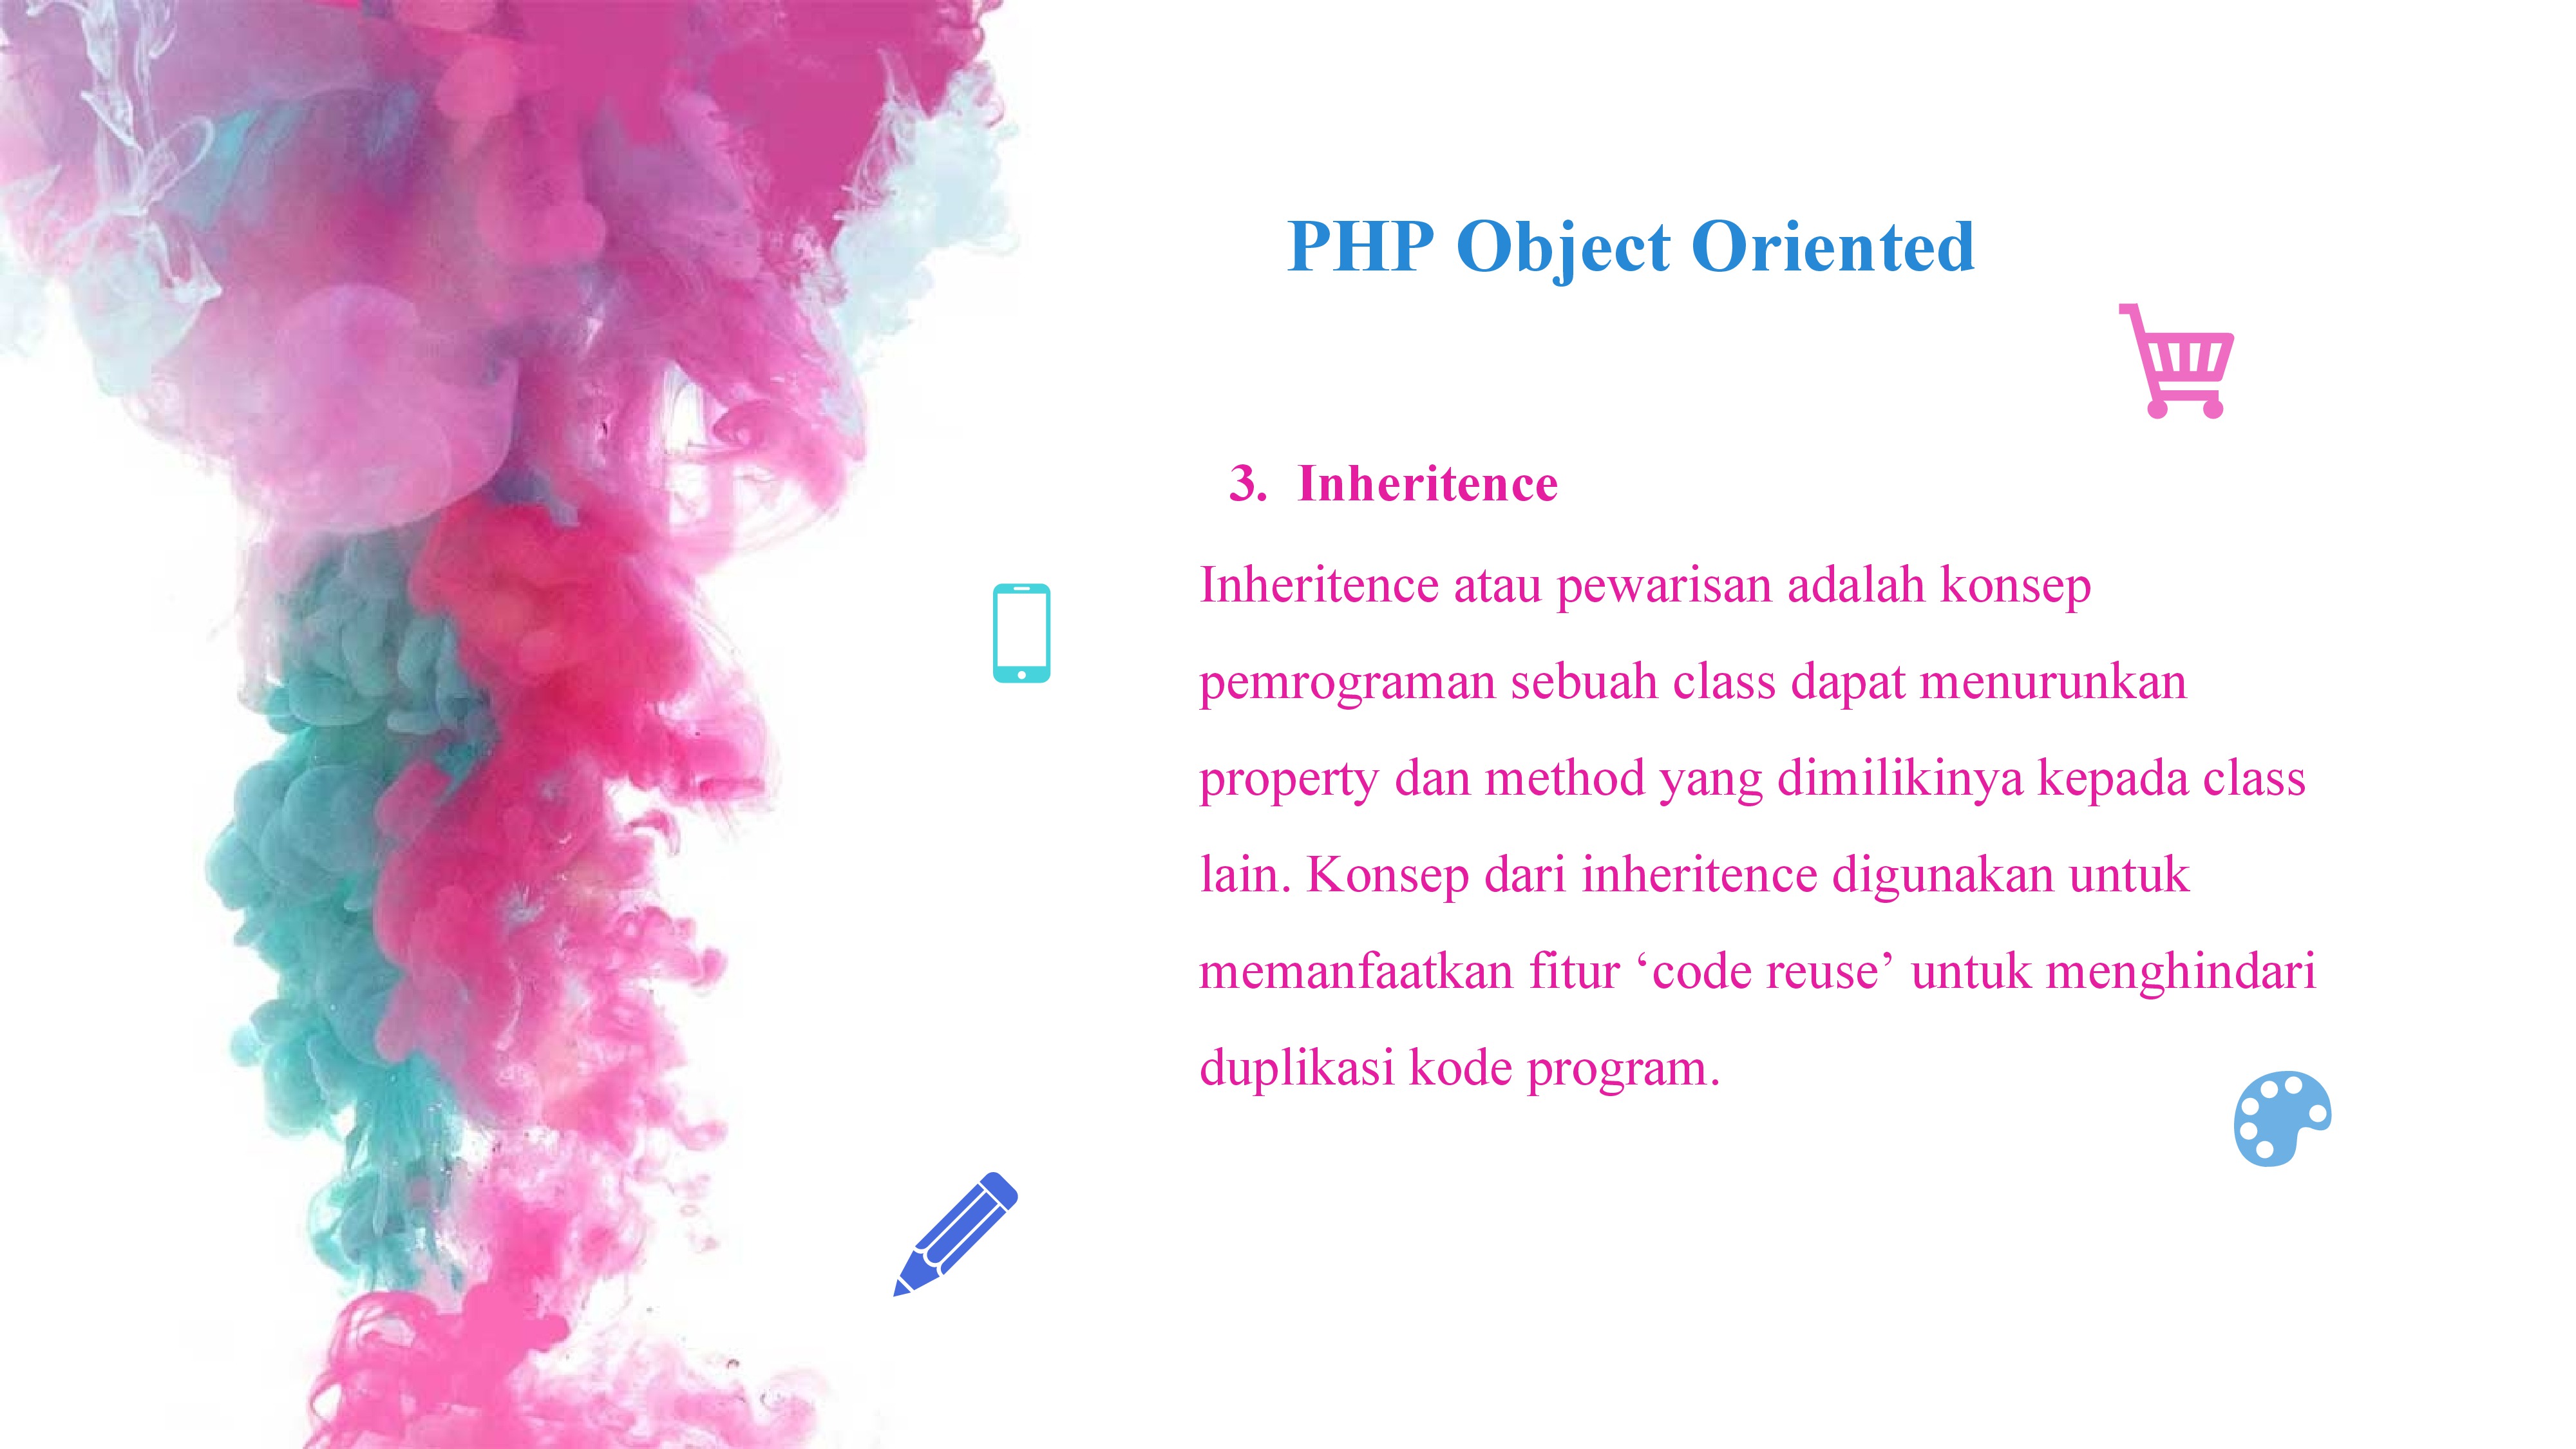 PHP Object Oriented
3. Inheritence
Inheritence atau pewarisan adalah konsep
pemrograman sebuah class dapat menurunkan
property dan method yang dimilikinya kepada class
lain. Konsep dari inheritence digunakan untuk
memanfaatkan fitur ‘code reuse’ untuk menghindari
duplikasi kode program.